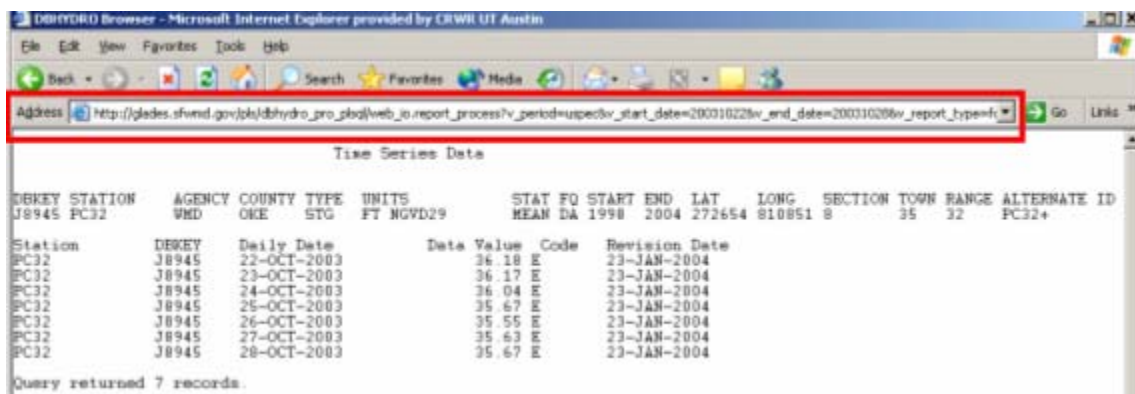 DBHYDRO Browser - Microsoft Internet Explorer provided by CRWR UT Austin
File Edit View Favorites Tools Help
Back Search Favorites Media
Address http://glades.sfwmd.gov/pls/dbhydro_pro_plsql/web_io.report_process?v_period=uspec&v_start_date=20031022&v_end_date=20031028&v_report_type=fo Go Links »
Time Series Data
DBKEY STATION AGENCY COUNTY TYPE UNITS STAT FQ START END LAT LONG SECTION TOWN RANGE ALTERNATE ID
J8945 PC32 WMD OKE STG FT NGVD29 MEAN DA 1998 2004 272654 810851 8 35 32 PC32+
Station DBKEY Daily Date Data Value Code Revision Date
PC32 J8945 22-OCT-2003 36.18 E 23-JAN-2004
PC32 J8945 23-OCT-2003 36.17 E 23-JAN-2004
PC32 J8945 24-OCT-2003 36.04 E 23-JAN-2004
PC32 J8945 25-OCT-2003 35.67 E 23-JAN-2004
PC32 J8945 26-OCT-2003 35.55 E 23-JAN-2004
PC32 J8945 27-OCT-2003 35.63 E 23-JAN-2004
PC32 J8945 28-OCT-2003 35.67 E 23-JAN-2004
Query returned 7 records.